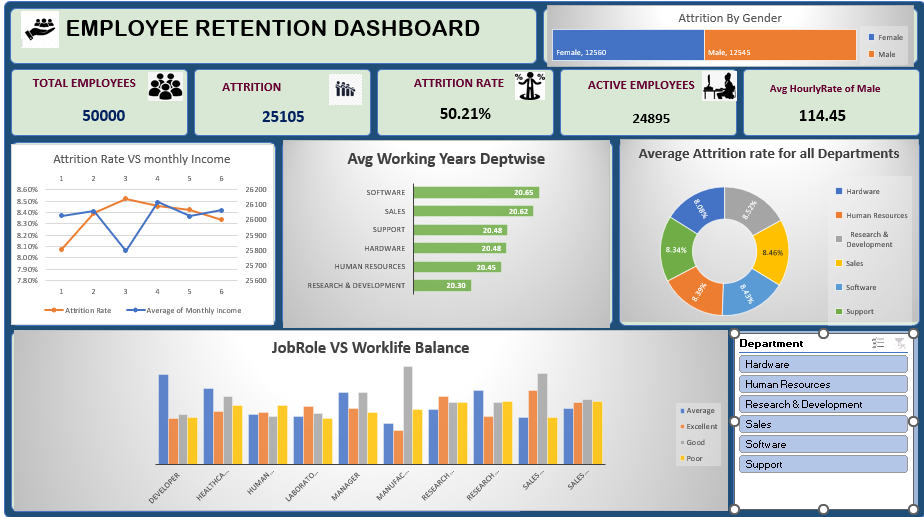 EMPLOYEE RETENTION DASHBOARD
Attrition By Gender
Female, 12560
Male, 12545
Female
Male
TOTAL EMPLOYEES
50000
ATTRITION
25105
ATTRITION RATE
50.21%
ACTIVE EMPLOYEES
24895
Avg HourlyRate of Male
114.45
Attrition Rate VS monthly Income
1 2 3 4 5 6
8.60%
8.50%
8.40%
8.30%
8.20%
8.10%
8.00%
7.90%
7.80%
26200
26100
26000
25900
25800
25700
25600
1 2 3 4 5 6
Attrition Rate
Average of Monthly Income
Avg Working Years Deptwise
SOFTWARE 20.65
SALES 20.62
SUPPORT 20.48
HARDWARE 20.48
HUMAN RESOURCES 20.45
RESEARCH & DEVELOPMENT 20.30
Average Attrition rate for all Departments
8.08%
8.52%
8.34%
8.46%
8.39%
8.43%
Hardware
Human Resources
Research &
Development
Sales
Software
Support
JobRole VS Worklife Balance
DEVELOPER
HEALTHCA...
HUMAN...
LABORATO...
MANAGER
MANUFAC...
RESEARCH...
RESEARCH...
SALES...
SALES...
Average
Excellent
Good
Poor
Department
Hardware
Human Resources
Research & Development
Sales
Software
Support